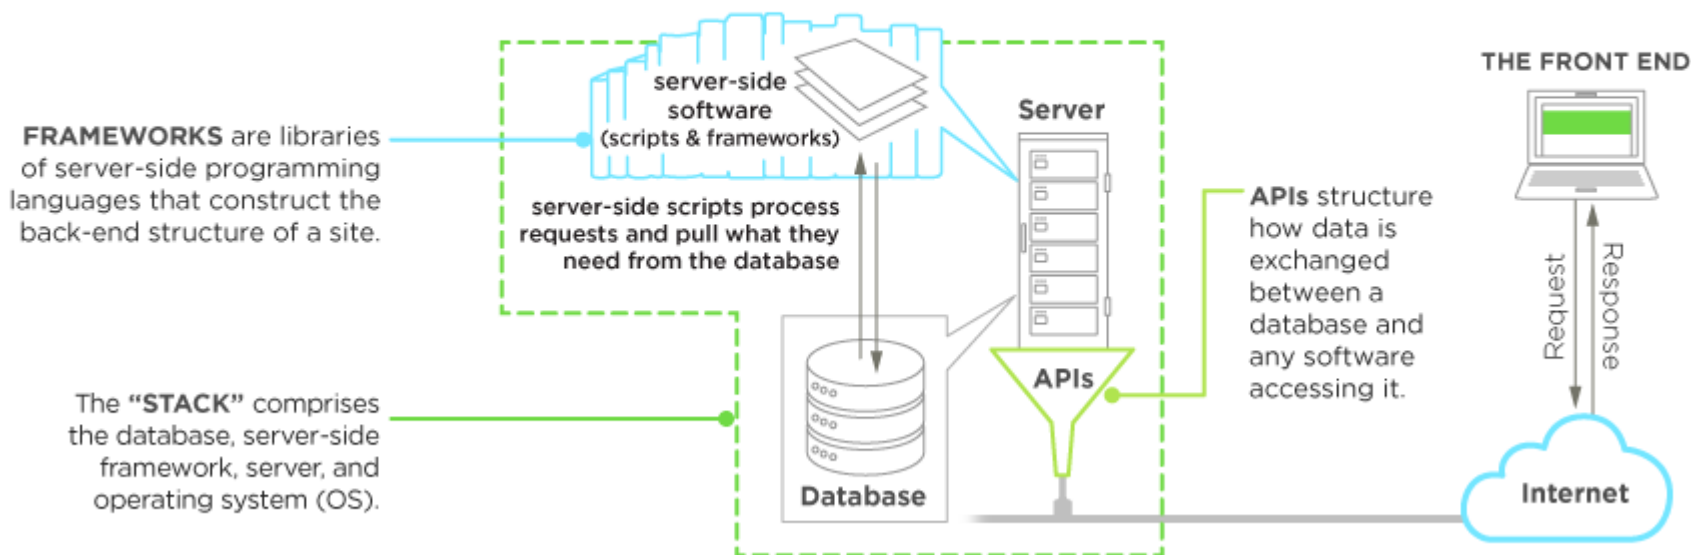 FRAMEWORKS are libraries
of server-side programming
languages that construct the
back-end structure of a site.
The “STACK” comprises
the database, server-side
framework, server, and
operating system (OS).
server-side
software
(scripts & frameworks)
server-side scripts process
requests and pull what they
need from the database
Database
Server
APIs
APIs structure
how data is
exchanged
between a
database and
any software
accessing it.
THE FRONT END
Request
Response
Internet